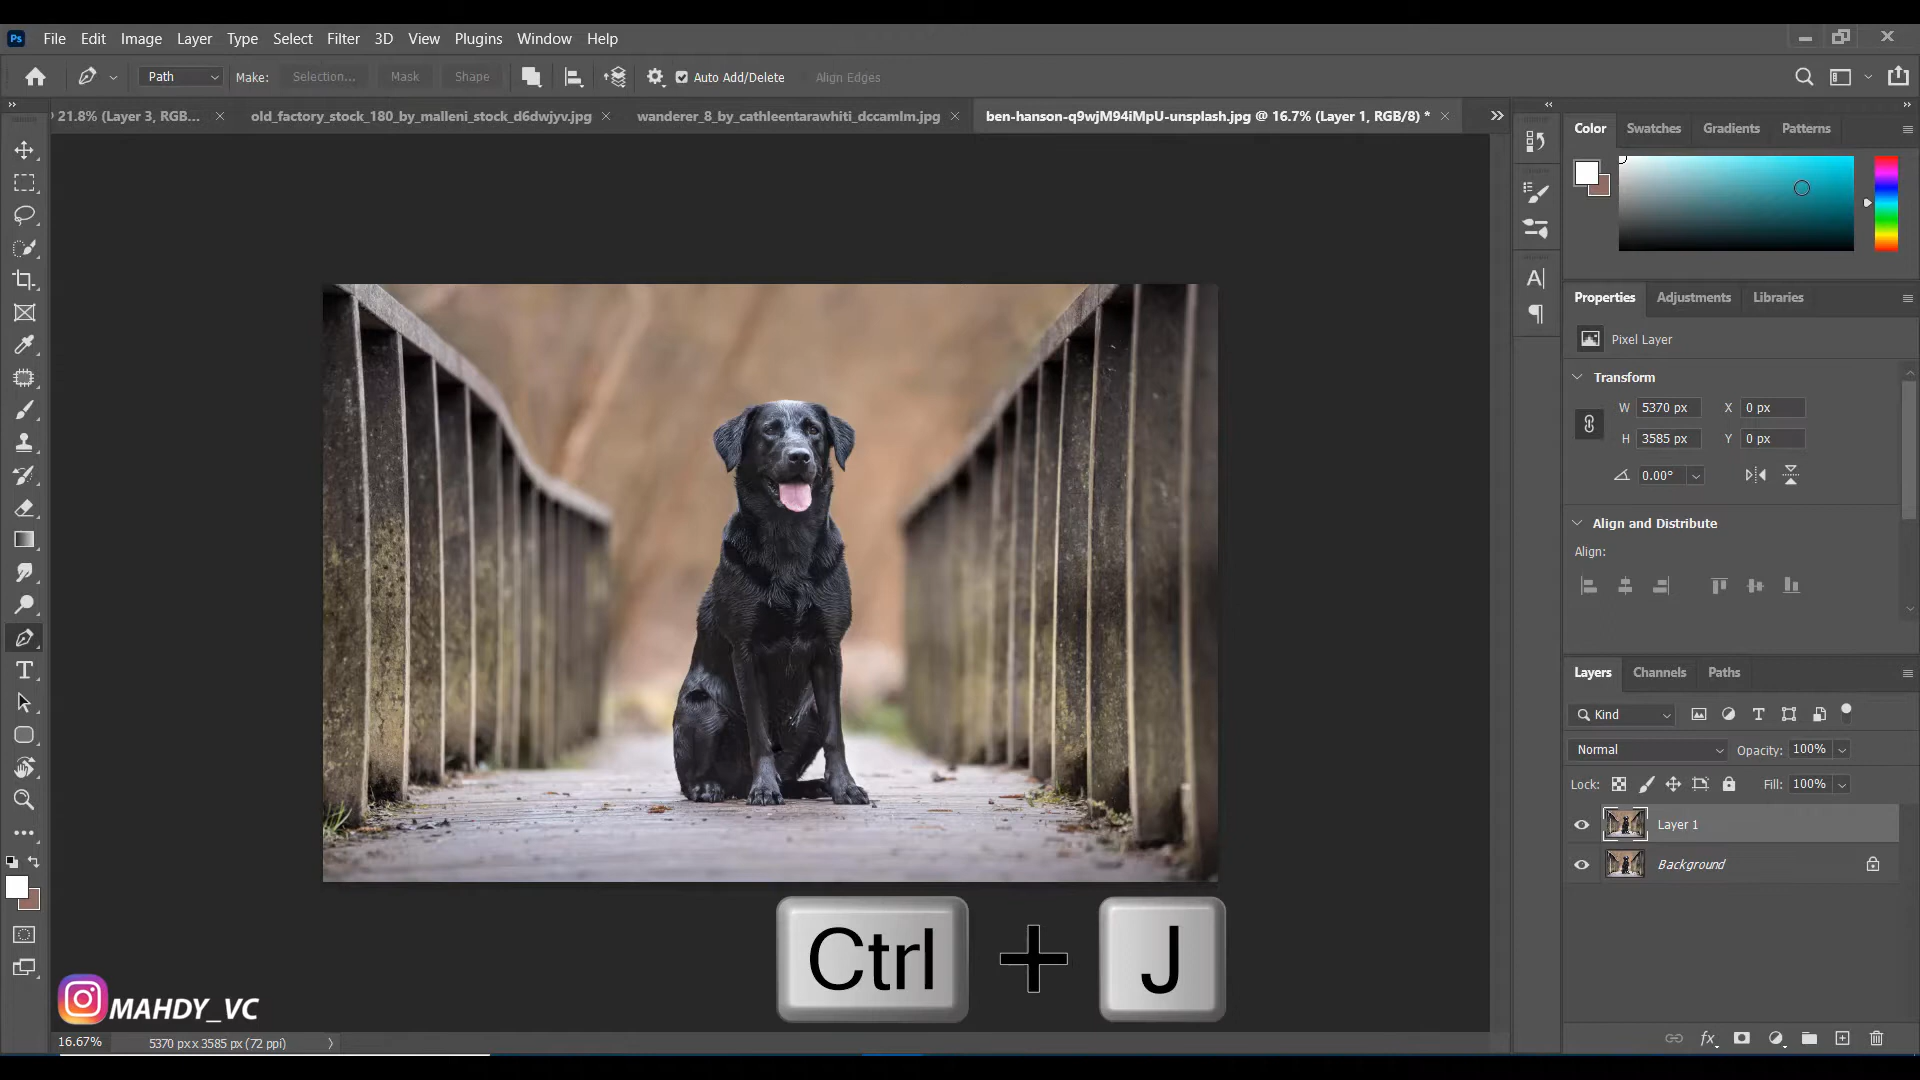 Ps File Edit Image Layer Type Select Filter 3D View Plugins Window Help
Path Make: Selection... Mask Shape Auto Add/Delete Align Edges
21.8% (Layer 3, RGB... old_factory_stock_180_by_malleni_stock_d6dwjyv.jpg wanderer_8_by_cathleentarawhiti_dccamlm.jpg ben-hanson-q9wjM94iMpU-unsplash.jpg @ 16.7% (Layer 1, RGB/8) *
Color Swatches Gradients Patterns
Properties Adjustments Libraries
Pixel Layer
Transform
W 5370 px X 0 px
H 3585 px Y 0 px
0.00°
Align and Distribute
Align:
Layers Channels Paths
Kind
Normal Opacity: 100%
Lock: Fill: 100%
Layer 1
Background
Ctrl + J
MAHDY_VC
16.67% 5370 px x 3585 px (72 ppi)